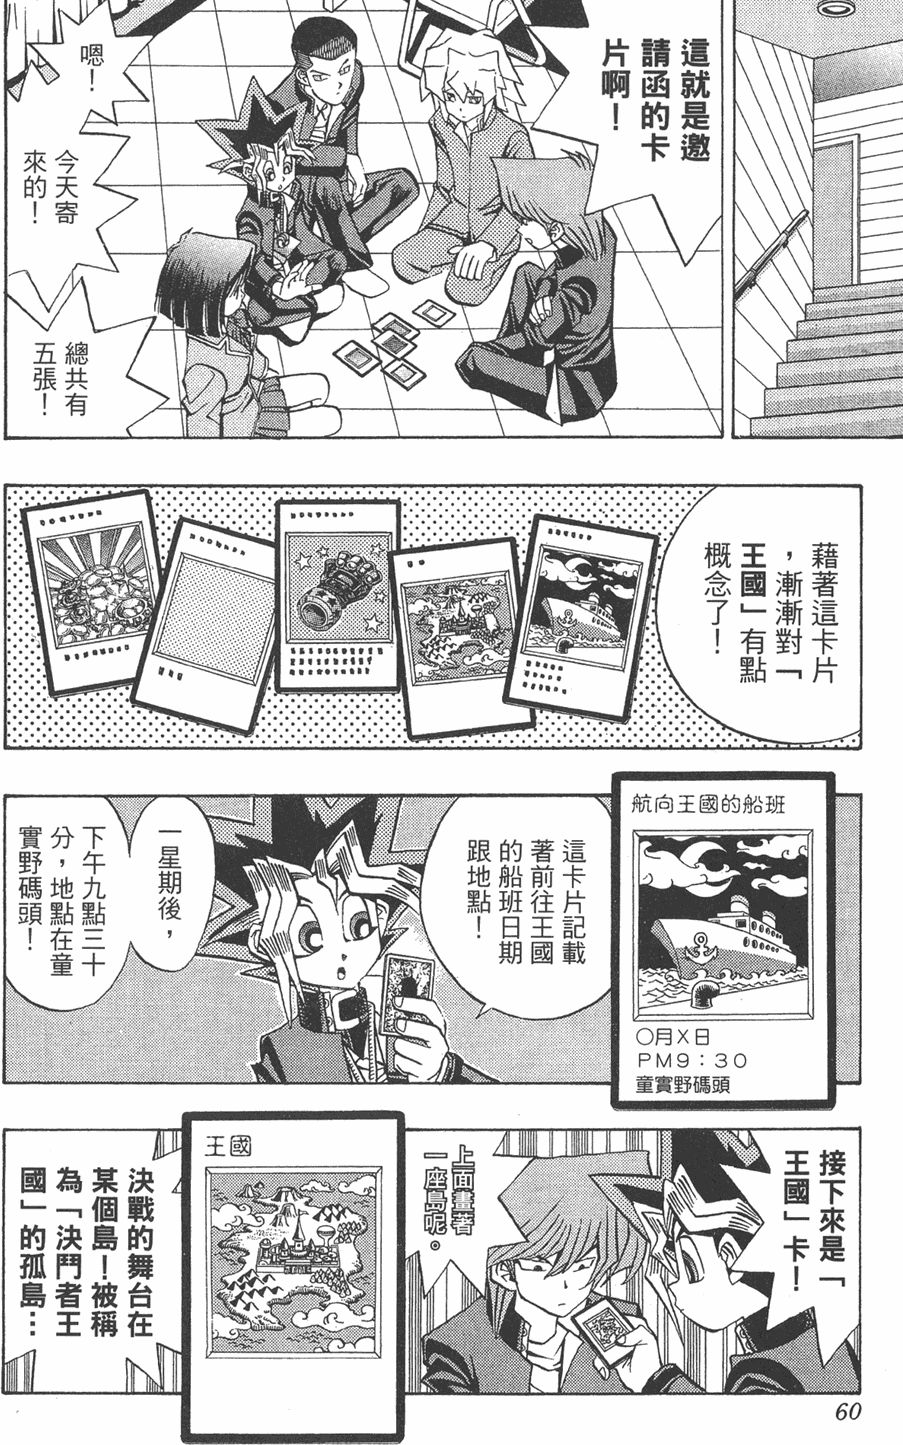 這就是邀
請函的卡
片啊！
嗯！
今天寄
來的！
總共有
五張！
藉著這卡片
，漸漸對「
王國」有點
概念了！
航向王國的船班
〇月X日
PM9：30
童實野碼頭
這卡片記載
著前往王國
的船班日期
跟地點！
一星期後，
下午九點三十
分，地點在童
實野碼頭！
接下來是「
王國」卡！
上面畫著
一座島呢。
王國
決戰的舞台在
某個島！被稱
為「決鬥者王
國」的孤島…
60